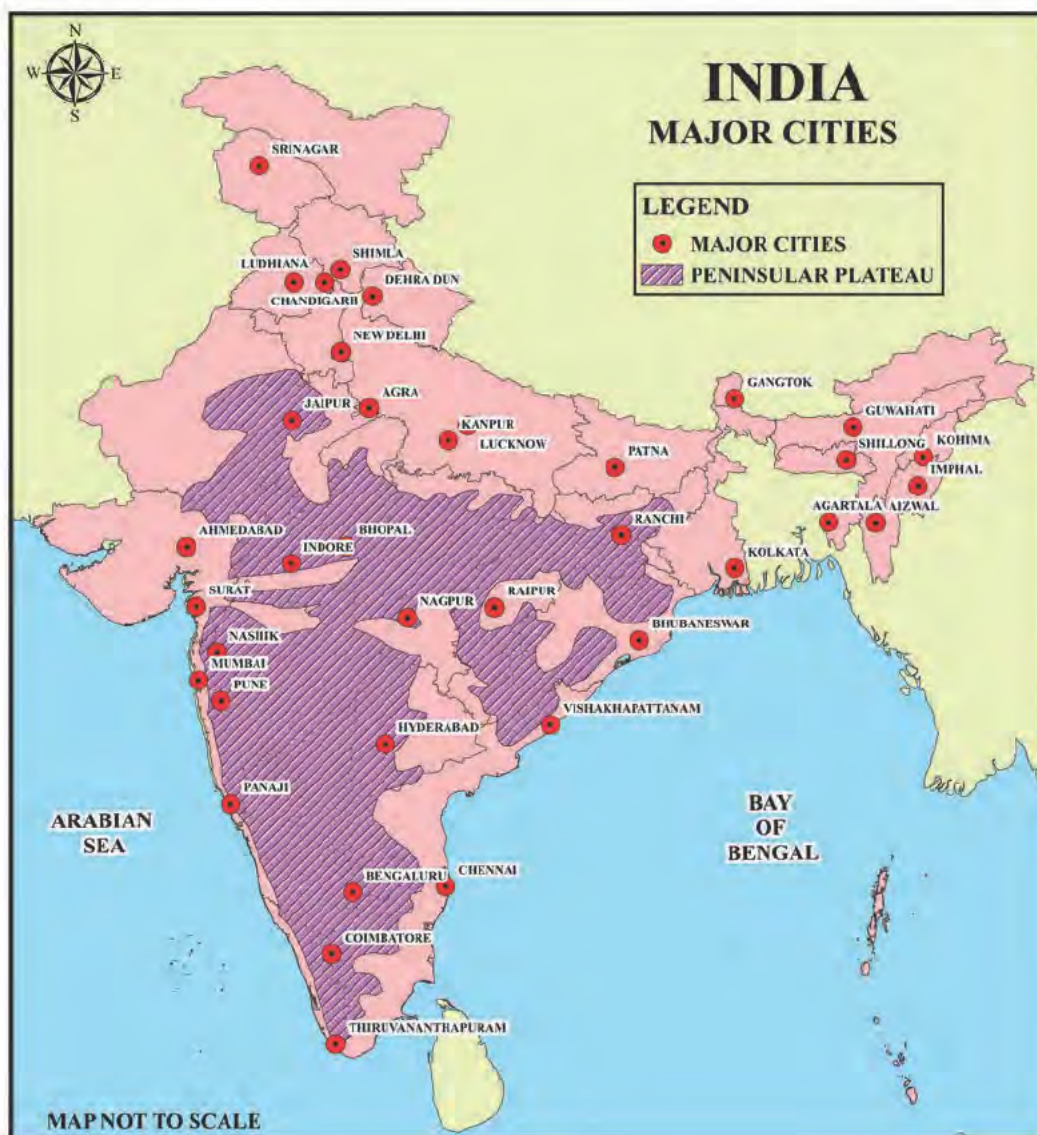 N
W E
S
INDIA
MAJOR CITIES
LEGEND
MAJOR CITIES
PENINSULAR PLATEAU
SRINAGAR
SHIMLA
LUDHIANA
CHANDIGARH
DEHRA DUN
NEW DELHI
AGRA
JAIPUR
KANPUR
LUCKNOW
PATNA
GANGTOK
GUWAHATI
SHILLONG
KOHIMA
IMPHAL
AGARTALA
AIZWAL
RANCHI
KOLKATA
AHMEDABAD
BHOPAL
INDORE
SURAT
NAGPUR
RAIPUR
BHUBANESWAR
NASHIK
MUMBAI
PUNE
VISHAKHAPATTANAM
HYDERABAD
PANAJI
ARABIAN
SEA
BAY
OF
BENGAL
BENGALURU
CHENNAI
COIMBATORE
THIRUVANANTHAPURAM
MAP NOT TO SCALE